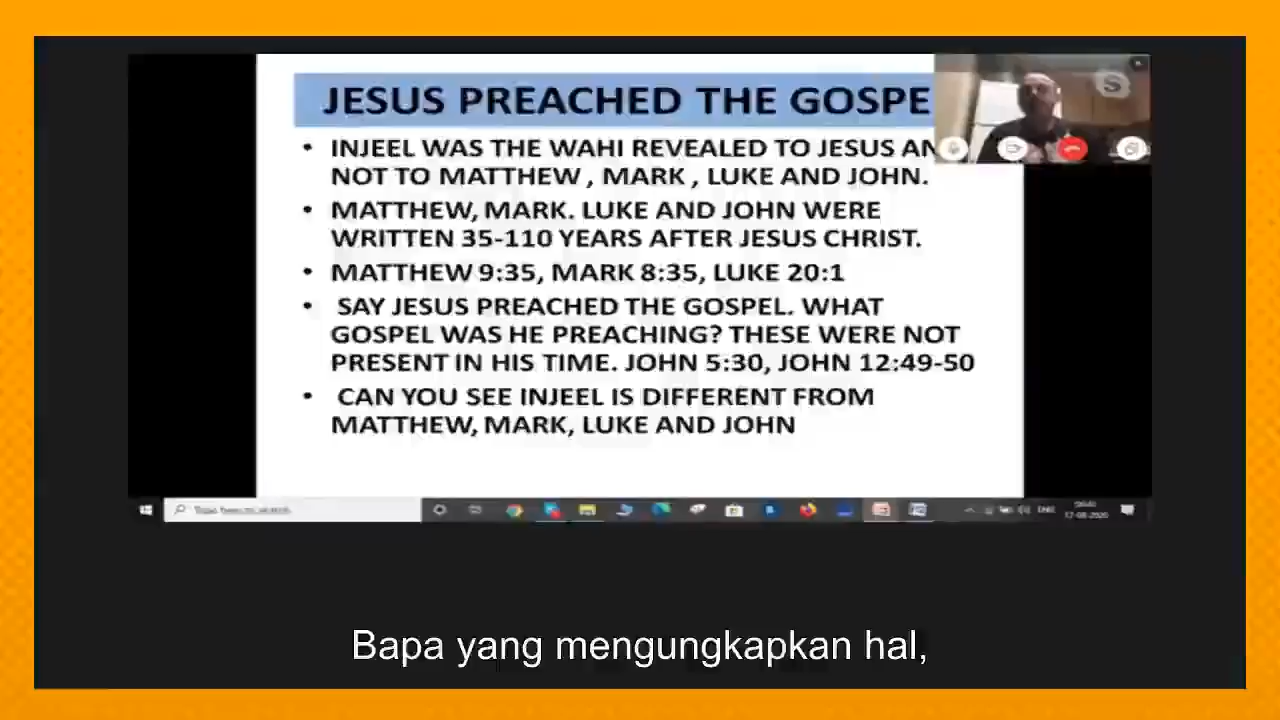 JESUS PREACHED THE GOSPE
• INJEEL WAS THE WAHI REVEALED TO JESUS AN
NOT TO MATTHEW , MARK , LUKE AND JOHN.
• MATTHEW, MARK. LUKE AND JOHN WERE
WRITTEN 35-110 YEARS AFTER JESUS CHRIST.
• MATTHEW 9:35, MARK 8:35, LUKE 20:1
• SAY JESUS PREACHED THE GOSPEL. WHAT
GOSPEL WAS HE PREACHING? THESE WERE NOT
PRESENT IN HIS TIME. JOHN 5:30, JOHN 12:49-50
• CAN YOU SEE INJEEL IS DIFFERENT FROM
MATTHEW, MARK, LUKE AND JOHN
ENG
Bapa yang mengungkapkan hal,